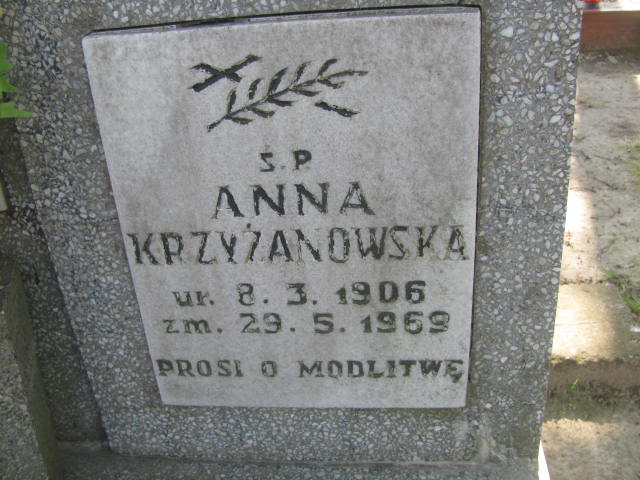 Ś.P.
ANNA
KRZYŻANOWSKA
ur. 8. 3. 1906
zm. 29. 5. 1969
PROSI O MODLITWĘ